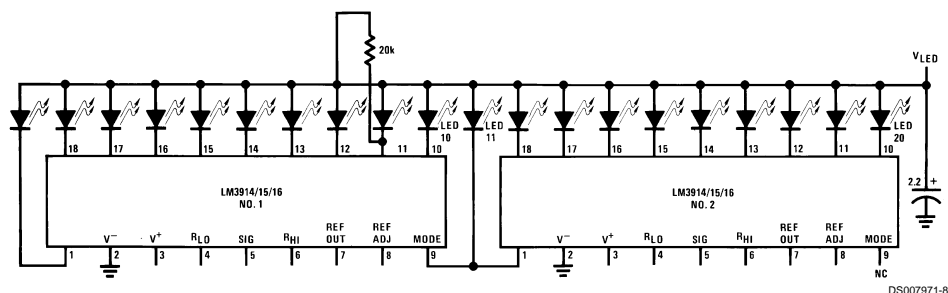 20k
V LED
LED 10
LED 11
LED 20
18 17 16 15 14 13 12 11 10
18 17 16 15 14 13 12 11 10
2.2 +
LM3914/15/16
NO. 1
LM3914/15/16
NO. 2
V− V+ RLO SIG RHI REF OUT REF ADJ MODE
V− V+ RLO SIG RHI REF OUT REF ADJ MODE
1 2 3 4 5 6 7 8 9
1 2 3 4 5 6 7 8 9
NC
DS007971-8